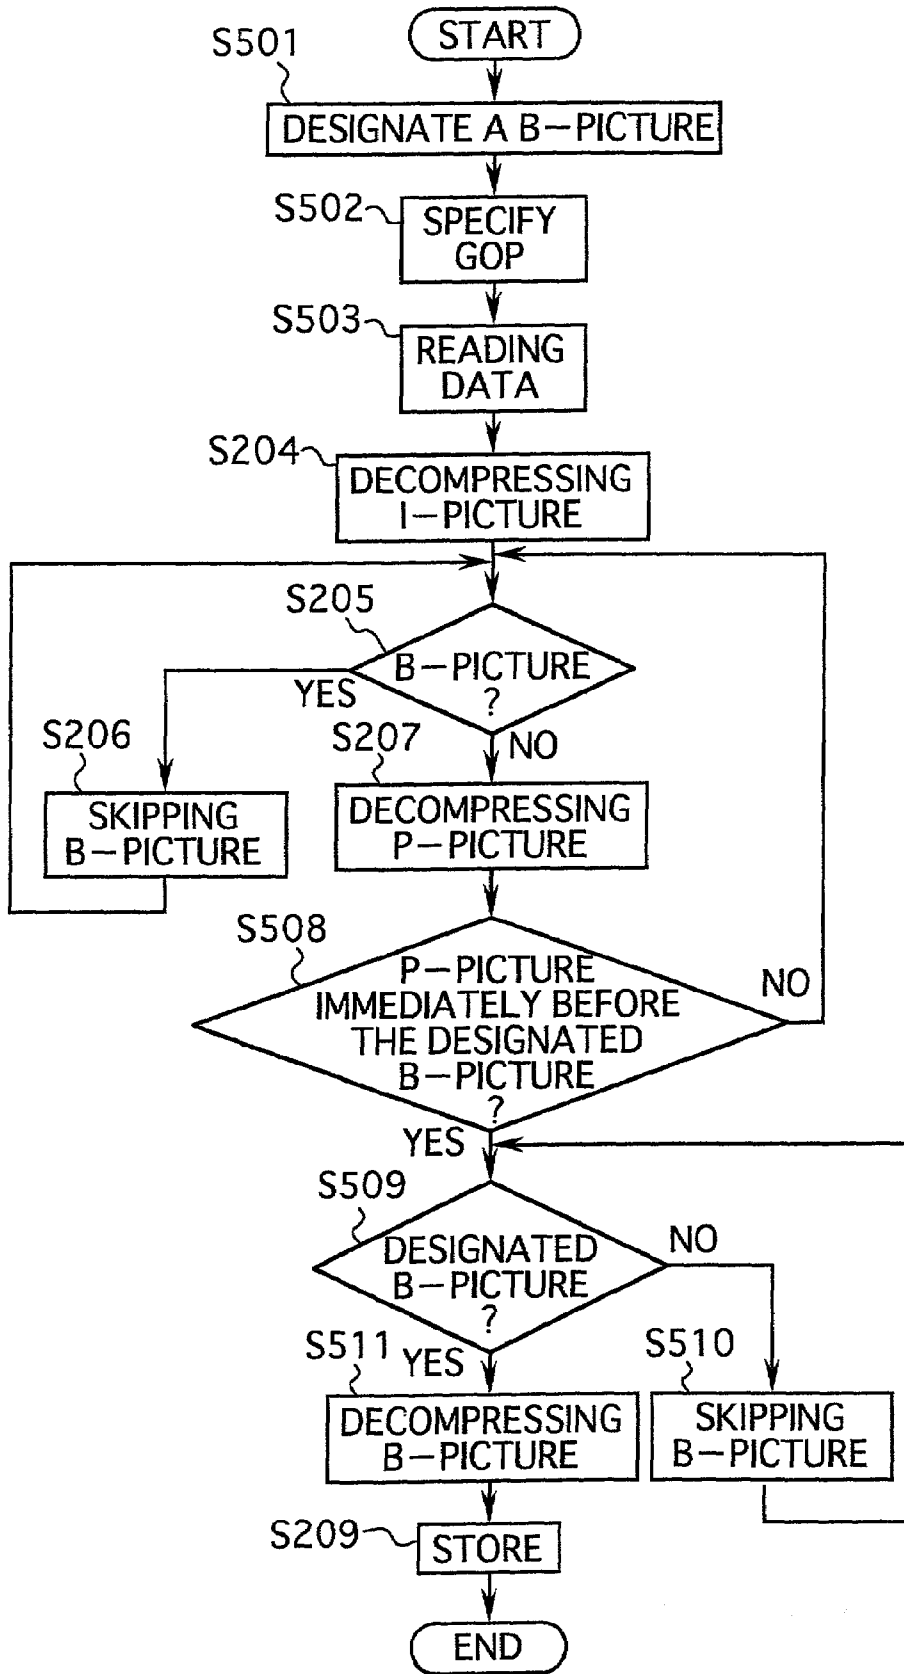 START
S501
DESIGNATE A B-PICTURE
S502
SPECIFY
GOP
S503
READING
DATA
S204
DECOMPRESSING
I-PICTURE
S205
B-PICTURE
?
YES
NO
S206
SKIPPING
B-PICTURE
S207
DECOMPRESSING
P-PICTURE
S508
P-PICTURE
IMMEDIATELY BEFORE
THE DESIGNATED
B-PICTURE
?
NO
YES
S509
DESIGNATED
B-PICTURE
?
NO
YES
S511
DECOMPRESSING
B-PICTURE
S510
SKIPPING
B-PICTURE
S209
STORE
END